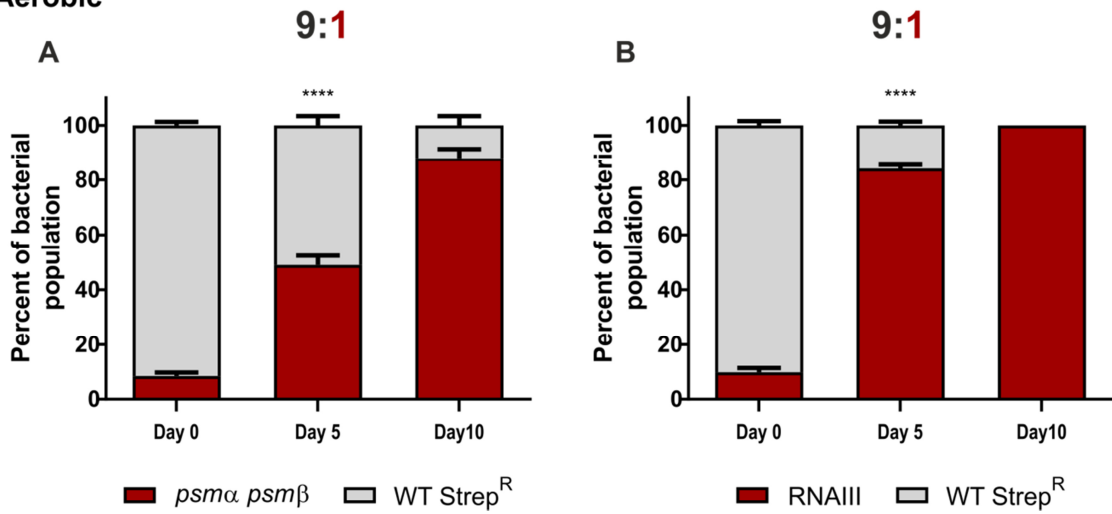 Aerobic
9:1
9:1
A
B
****
****
Percent of bacterial
population
100
80
60
40
20
0
Day 0
Day 5
Day10
psmα psmβ
WT Strep^R
Percent of bacterial
population
100
80
60
40
20
0
Day 0
Day 5
Day10
RNAIII
WT Strep^R